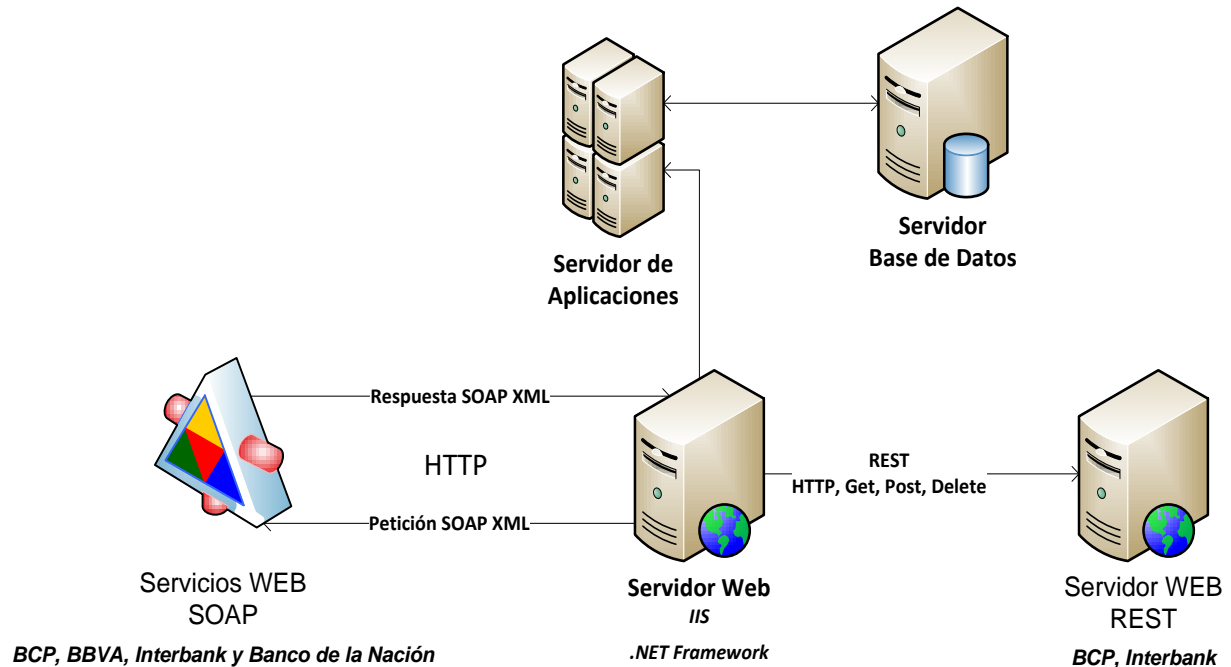 Servidor
Base de Datos
Servidor de
Aplicaciones
Respuesta SOAP XML
HTTP
REST
HTTP, Get, Post, Delete
Petición SOAP XML
Servicios WEB
SOAP
BCP, BBVA, Interbank y Banco de la Nación
Servidor Web
IIS
.NET Framework
Servidor WEB
REST
BCP, Interbank